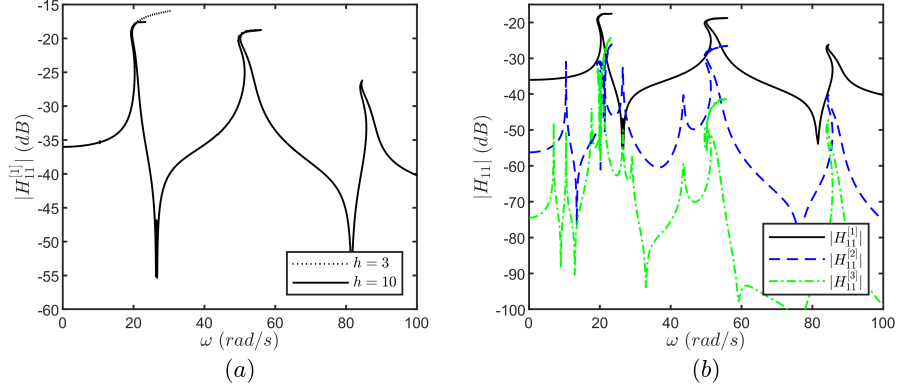 -15
-20
-25
-30
-35
-40
-45
-50
-55
-60
0 20 40 60 80 100
|H_{11}^{[1]}| (dB)
ω (rad/s)
h = 3
h = 10
(a)
-20
-30
-40
-50
-60
-70
-80
-90
-100
0 20 40 60 80 100
|H_{11}| (dB)
ω (rad/s)
|H_{11}^{[1]}|
|H_{11}^{[2]}|
|H_{11}^{[3]}|
(b)